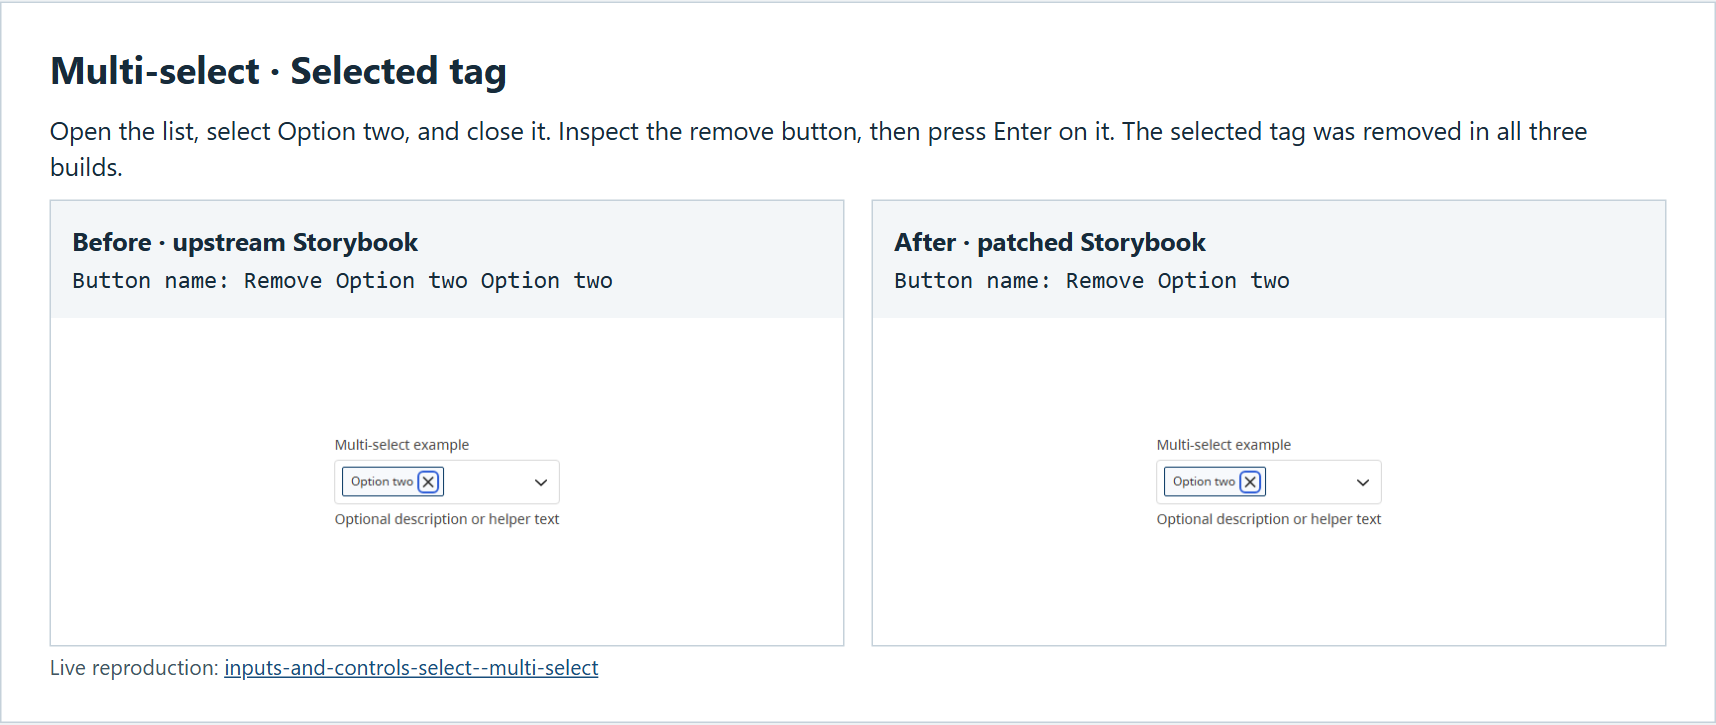 Multi-select · Selected tag
Open the list, select Option two, and close it. Inspect the remove button, then press Enter on it. The selected tag was removed in all three
builds.
Before · upstream Storybook
Button name: Remove Option two Option two
Multi-select example
Option two
Optional description or helper text
After · patched Storybook
Button name: Remove Option two
Multi-select example
Option two
Optional description or helper text
Live reproduction: inputs-and-controls-select--multi-select